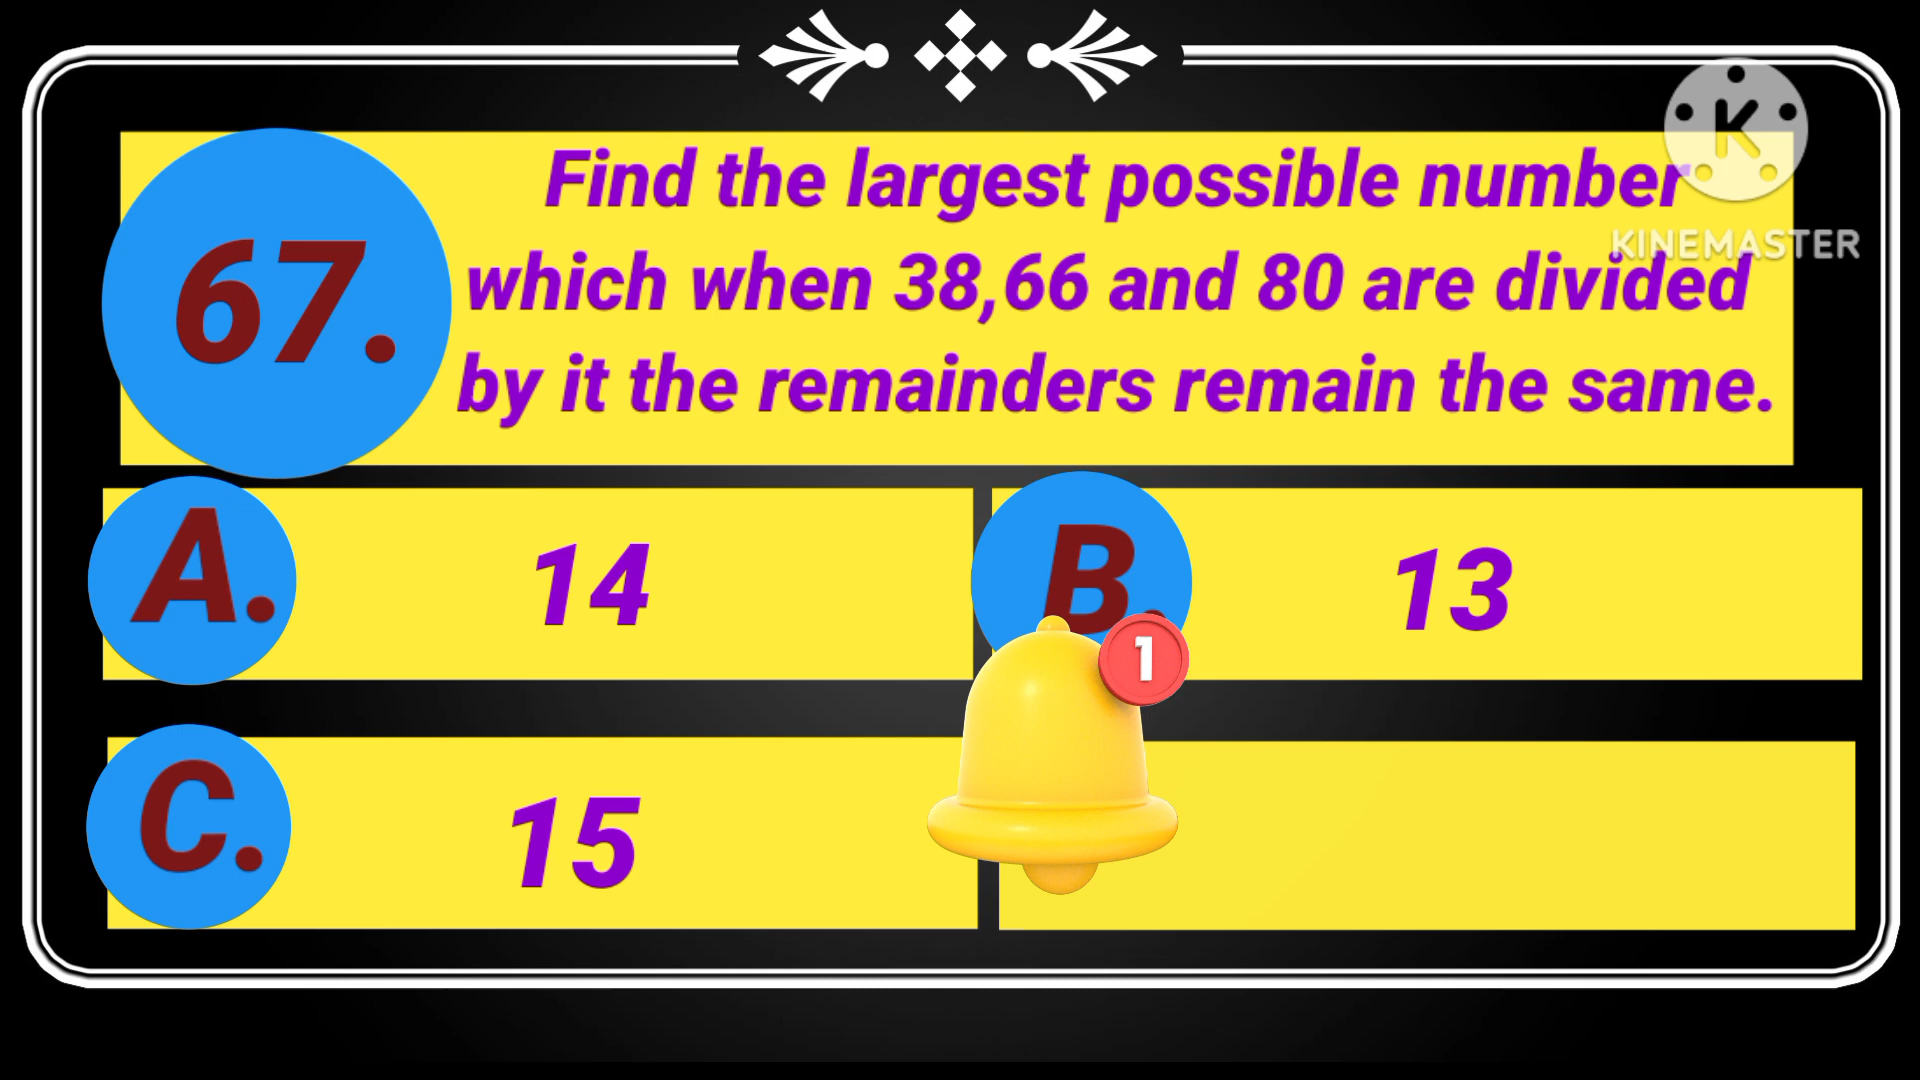 K
KINEMASTER
67.
Find the largest possible number
which when 38,66 and 80 are divided
by it the remainders remain the same.
A.
14
B.
13
1
C.
15